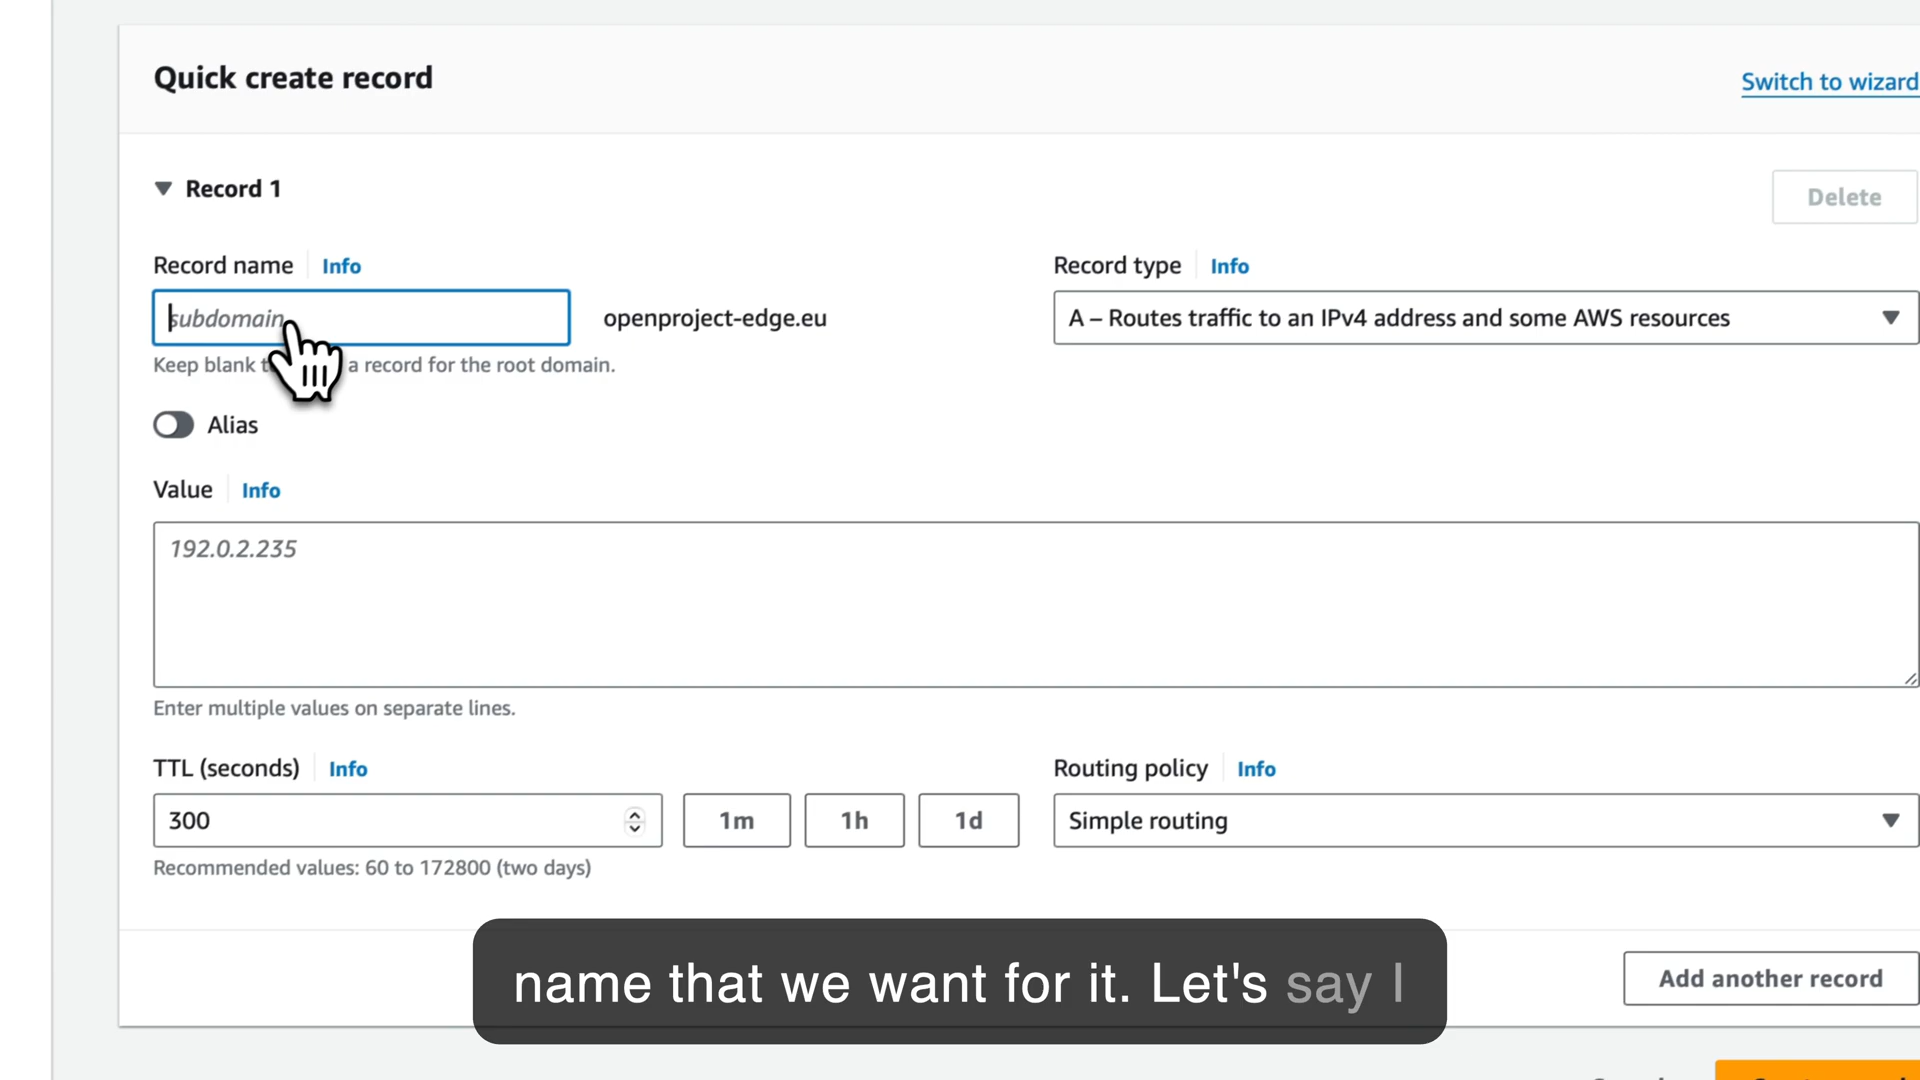 Quick create record
Switch to wizard
Record 1
Delete
Record name Info
Record type Info
subdomain
openproject-edge.eu
A – Routes traffic to an IPv4 address and some AWS resources
Keep blank a record for the root domain.
Alias
Value Info
192.0.2.235
Enter multiple values on separate lines.
TTL (seconds) Info
Routing policy Info
300
1m
1h
1d
Simple routing
Recommended values: 60 to 172800 (two days)
name that we want for it. Let's say I
Add another record